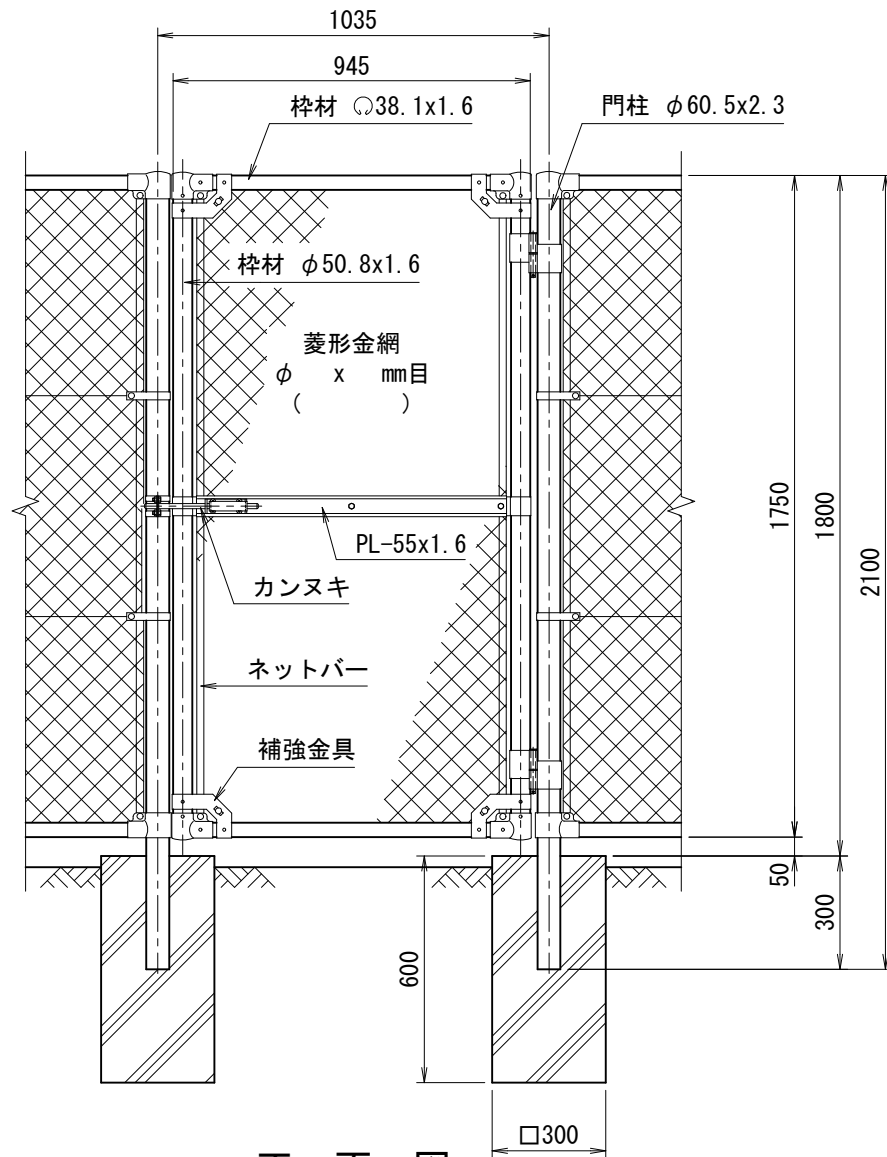 1035
945
枠材 Ω38.1x1.6
門柱 φ60.5x2.3
枠材 φ50.8x1.6
菱形金網
φ x mm目
( )
PL-55x1.6
カンヌキ
ネットバー
補強金具
1750
1800
2100
50
300
600
□300